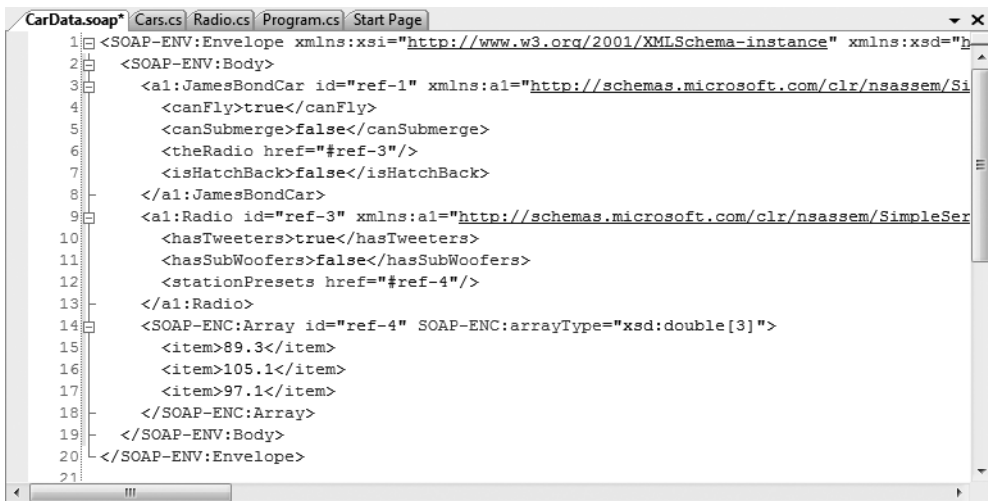 CarData.soap* Cars.cs Radio.cs Program.cs Start Page
1 <SOAP-ENV:Envelope xmlns:xsi="http://www.w3.org/2001/XMLSchema-instance" xmlns:xsd="h
2 <SOAP-ENV:Body>
3 <a1:JamesBondCar id="ref-1" xmlns:a1="http://schemas.microsoft.com/clr/nsassem/Si
4 <canFly>true</canFly>
5 <canSubmerge>false</canSubmerge>
6 <theRadio href="#ref-3"/>
7 <isHatchBack>false</isHatchBack>
8 </a1:JamesBondCar>
9 <a1:Radio id="ref-3" xmlns:a1="http://schemas.microsoft.com/clr/nsassem/SimpleSer
10 <hasTweeters>true</hasTweeters>
11 <hasSubWoofers>false</hasSubWoofers>
12 <stationPresets href="#ref-4"/>
13 </a1:Radio>
14 <SOAP-ENC:Array id="ref-4" SOAP-ENC:arrayType="xsd:double[3]">
15 <item>89.3</item>
16 <item>105.1</item>
17 <item>97.1</item>
18 </SOAP-ENC:Array>
19 </SOAP-ENV:Body>
20 </SOAP-ENV:Envelope>
21